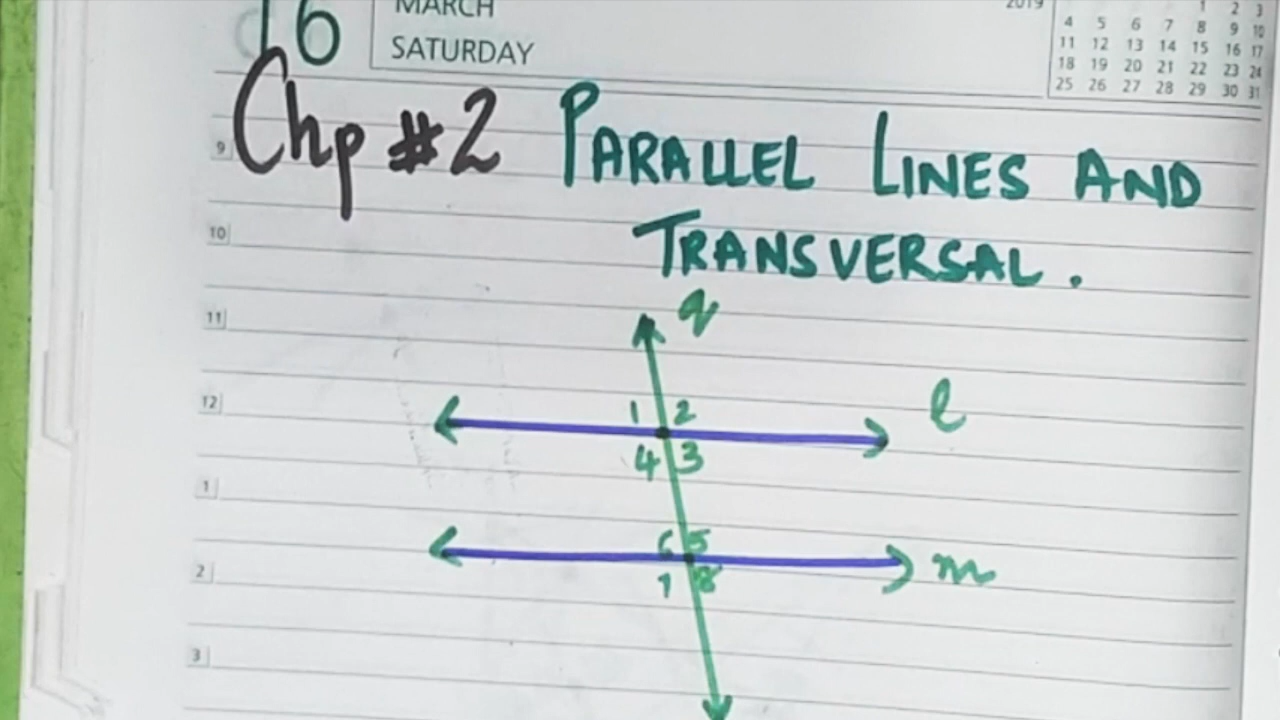 16 MARCH
SATURDAY
2019
1 2 3
4 5 6 7 8 9 10
11 12 13 14 15 16 17
18 19 20 21 22 23 24
25 26 27 28 29 30 31
Chp #2 PARALLEL LINES AND
TRANSVERSAL.
9
10
11
12
1
2
3
q
l
1 2
4 3
6 5
7 8
m